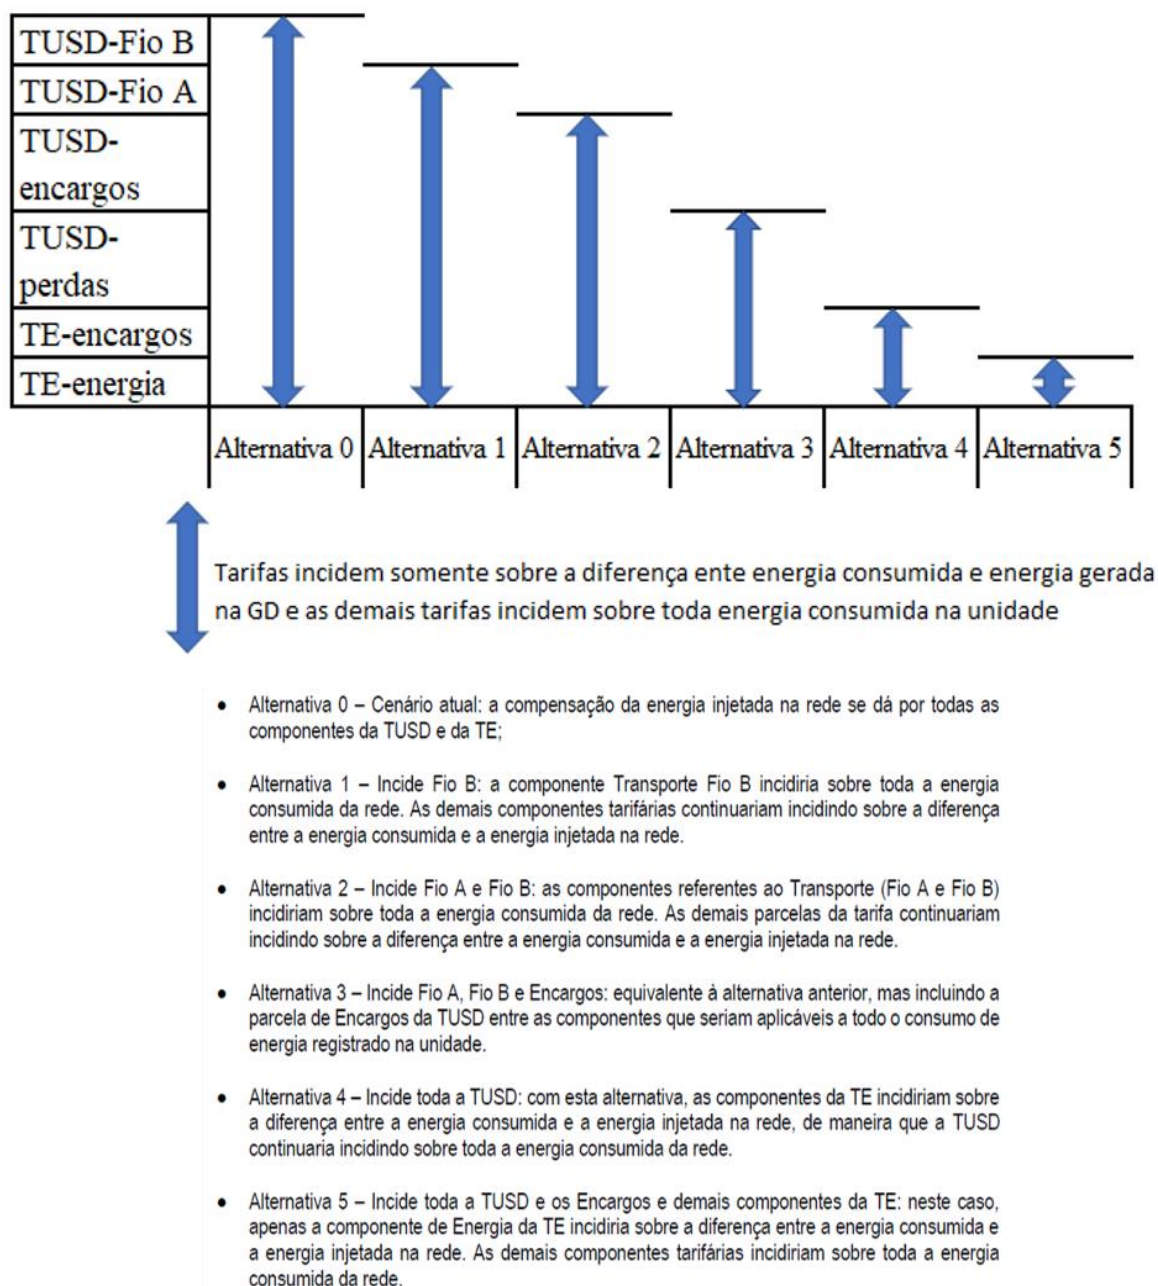 TUSD-Fio B
TUSD-Fio A
TUSD-
encargos
TUSD-
perdas
TE-encargos
TE-energia
Alternativa 0 Alternativa 1 Alternativa 2 Alternativa 3 Alternativa 4 Alternativa 5
Tarifas incidem somente sobre a diferença ente energia consumida e energia gerada
na GD e as demais tarifas incidem sobre toda energia consumida na unidade
• Alternativa 0 – Cenário atual: a compensação da energia injetada na rede se dá por todas as
componentes da TUSD e da TE;
• Alternativa 1 – Incide Fio B: a componente Transporte Fio B incidiria sobre toda a energia
consumida da rede. As demais componentes tarifárias continuariam incidindo sobre a diferença
entre a energia consumida e a energia injetada na rede.
• Alternativa 2 – Incide Fio A e Fio B: as componentes referentes ao Transporte (Fio A e Fio B)
incidiriam sobre toda a energia consumida da rede. As demais parcelas da tarifa continuariam
incidindo sobre a diferença entre a energia consumida e a energia injetada na rede.
• Alternativa 3 – Incide Fio A, Fio B e Encargos: equivalente à alternativa anterior, mas incluindo a
parcela de Encargos da TUSD entre as componentes que seriam aplicáveis a todo o consumo de
energia registrado na unidade.
• Alternativa 4 – Incide toda a TUSD: com esta alternativa, as componentes da TE incidiriam sobre
a diferença entre a energia consumida e a energia injetada na rede, de maneira que a TUSD
continuaria incidindo sobre toda a energia consumida da rede.
• Alternativa 5 – Incide toda a TUSD e os Encargos e demais componentes da TE: neste caso,
apenas a componente de Energia da TE incidiria sobre a diferença entre a energia consumida e
a energia injetada na rede. As demais componentes tarifárias incidiriam sobre toda a energia
consumida da rede.